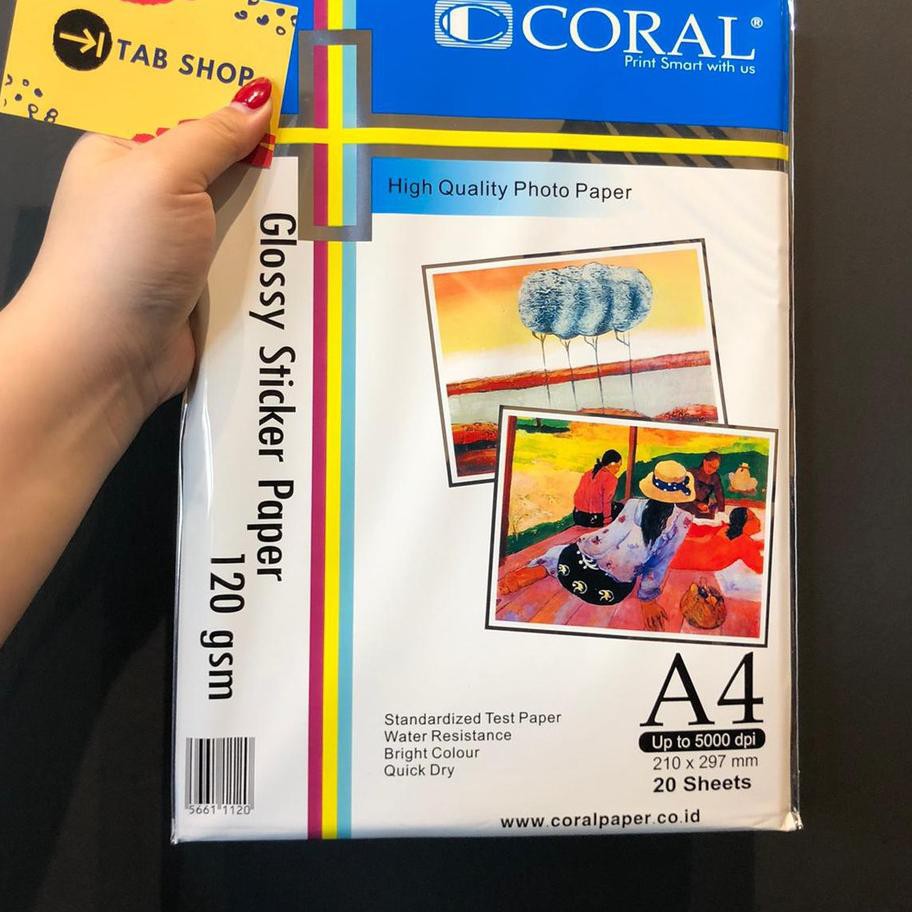 TAB SHOP
CORAL®
Print Smart with us
High Quality Photo Paper
Glossy Sticker Paper
120 gsm
Standardized Test Paper
Water Resistance
Bright Colour
Quick Dry
A4
Up to 5000 dpi
210 x 297 mm
20 Sheets
5661 1120
www.coralpaper.co.id